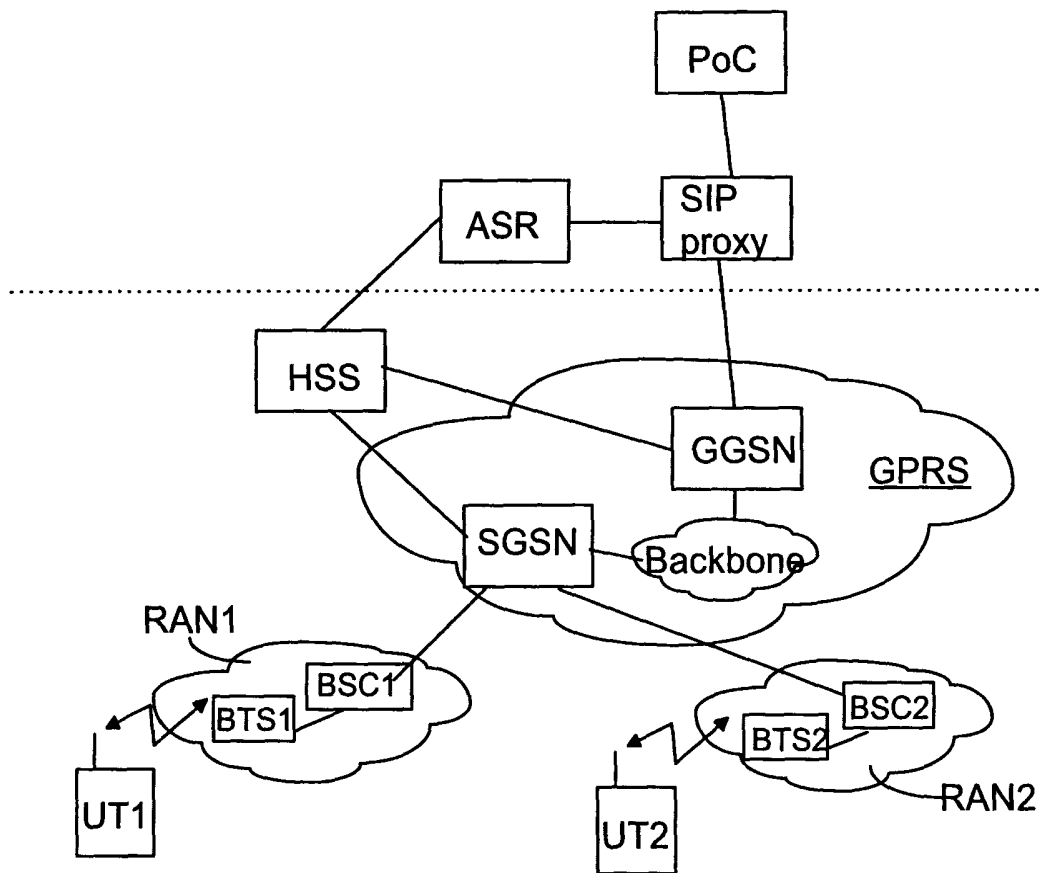 PoC
ASR
SIP
proxy
HSS
GGSN
GPRS
SGSN
Backbone
RAN1
BSC1
BTS1
BSC2
BTS2
UT1
UT2
RAN2